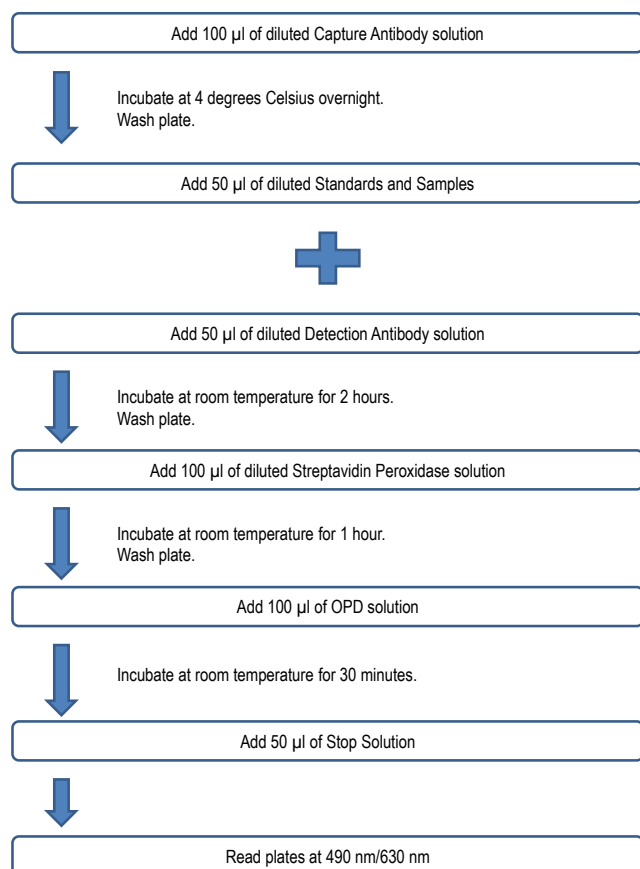 Add 100 µl of diluted Capture Antibody solution
Incubate at 4 degrees Celsius overnight.
Wash plate.
Add 50 µl of diluted Standards and Samples
Add 50 µl of diluted Detection Antibody solution
Incubate at room temperature for 2 hours.
Wash plate.
Add 100 µl of diluted Streptavidin Peroxidase solution
Incubate at room temperature for 1 hour.
Wash plate.
Add 100 µl of OPD solution
Incubate at room temperature for 30 minutes.
Add 50 µl of Stop Solution
Read plates at 490 nm/630 nm